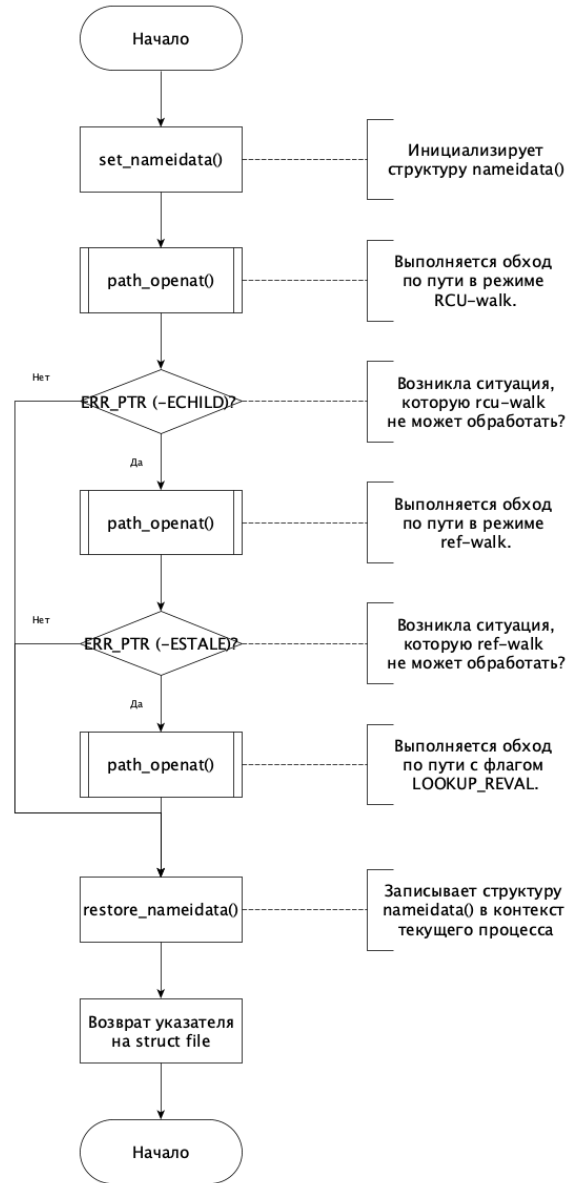 Начало
set_nameidata()
Инициализирует
структуру nameidata()
path_openat()
Выполняется обход
по пути в режиме
RCU-walk.
Нет
ERR_PTR (-ECHILD)?
Возникла ситуация,
которую rcu-walk
не может обработать?
Да
path_openat()
Выполняется обход
по пути в режиме
ref-walk.
Нет
ERR_PTR (-ESTALE)?
Возникла ситуация,
которую ref-walk
не может обработать?
Да
path_openat()
Выполняется обход
по пути с флагом
LOOKUP_REVAL.
restore_nameidata()
Записывает структуру
nameidata() в контекст
текущего процесса
Возврат указателя
на struct file
Начало